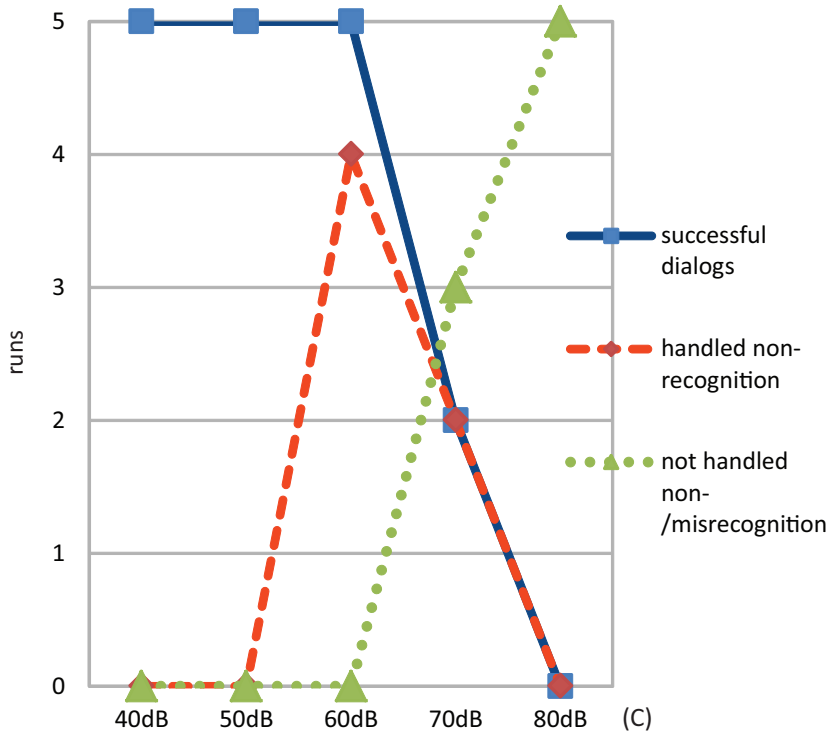 5
4
3
2
1
0
runs
40dB 50dB 60dB 70dB 80dB (C)
successful
dialogs
handled non-
recognition
not handled
non-
/misrecognition